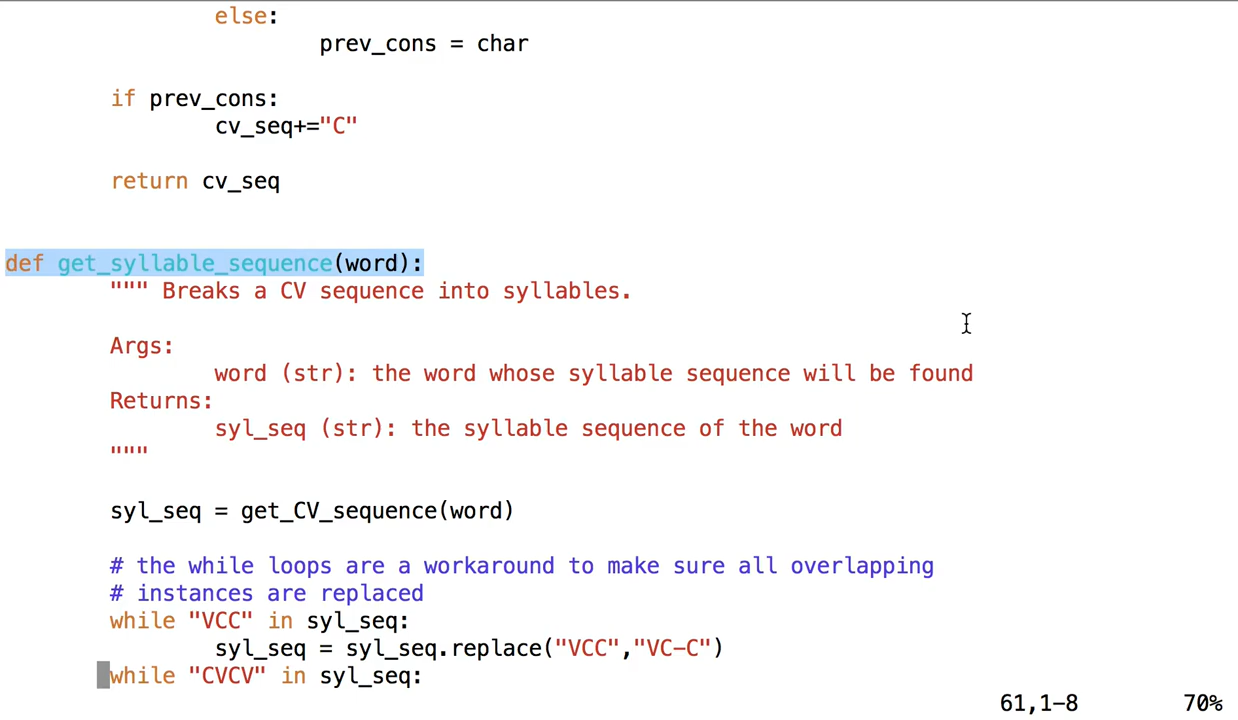 else:
prev_cons = char
if prev_cons:
cv_seq+="C"
return cv_seq
def get_syllable_sequence(word):
""" Breaks a CV sequence into syllables.
Args:
word (str): the word whose syllable sequence will be found
Returns:
syl_seq (str): the syllable sequence of the word
"""
syl_seq = get_CV_sequence(word)
# the while loops are a workaround to make sure all overlapping
# instances are replaced
while "VCC" in syl_seq:
syl_seq = syl_seq.replace("VCC","VC-C")
while "CVCV" in syl_seq:
61,1-8 70%